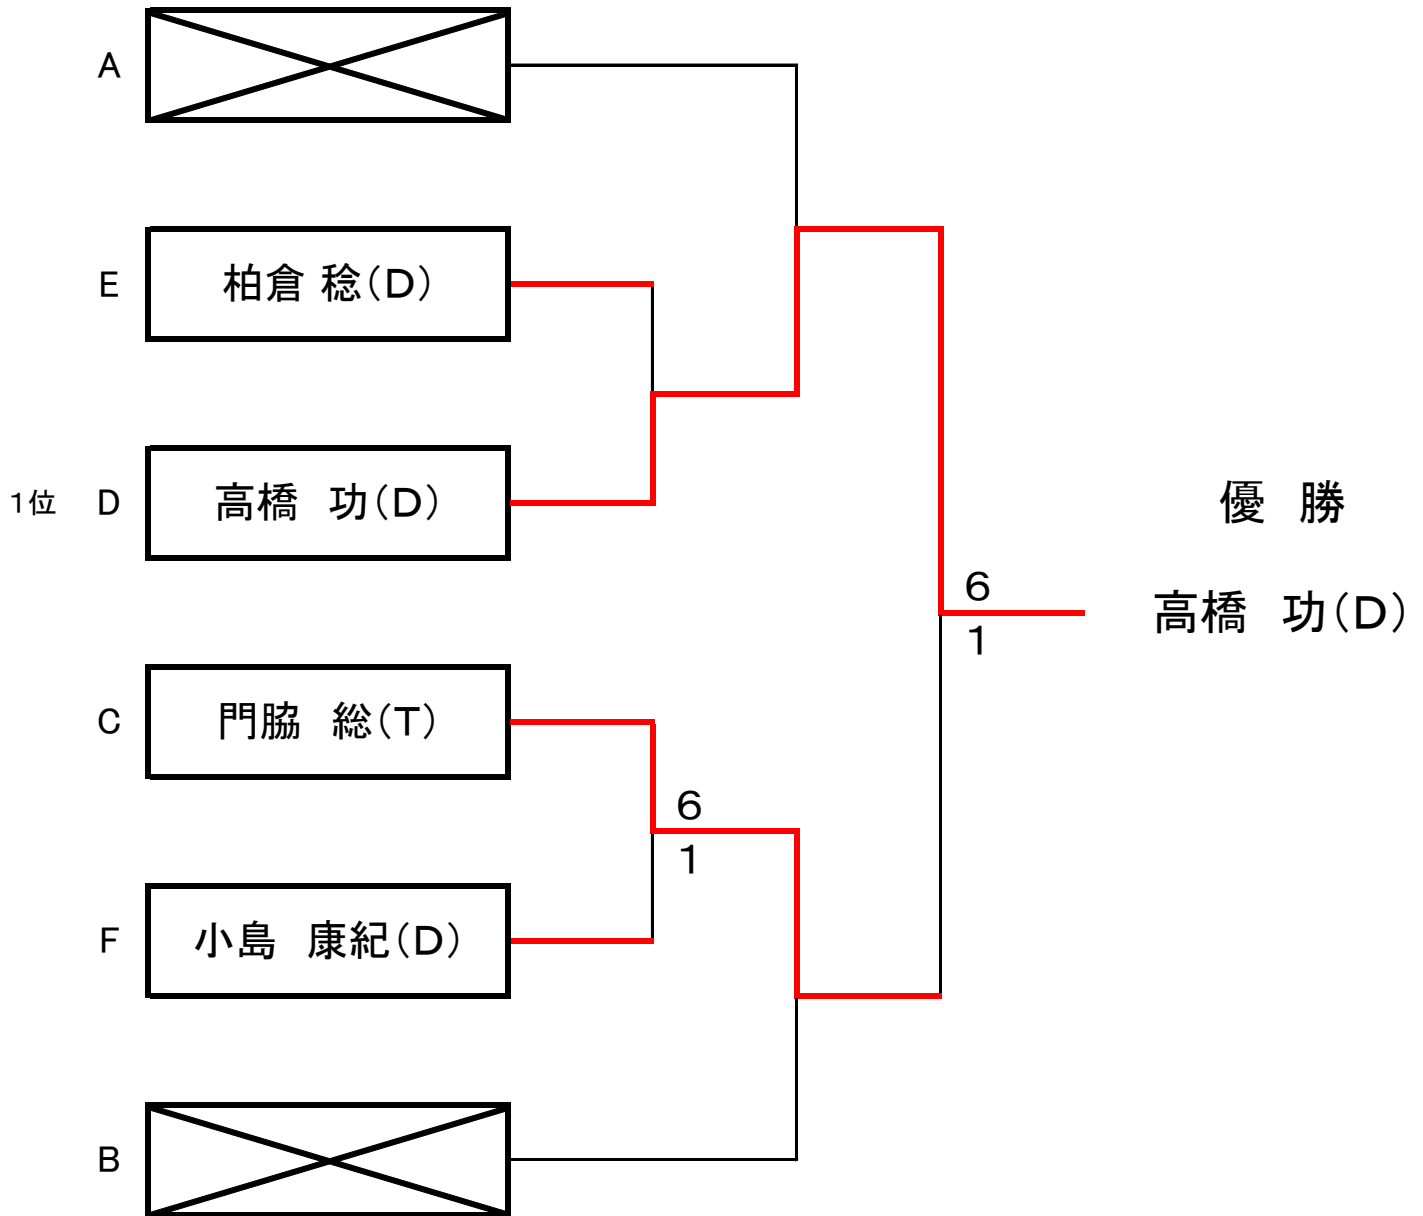 A
E 柏倉 稔(D)
1位 D 高橋 功(D)
優 勝
6
高橋 功(D)
1
C 門脇 総(T)
6
1
F 小島 康紀(D)
B